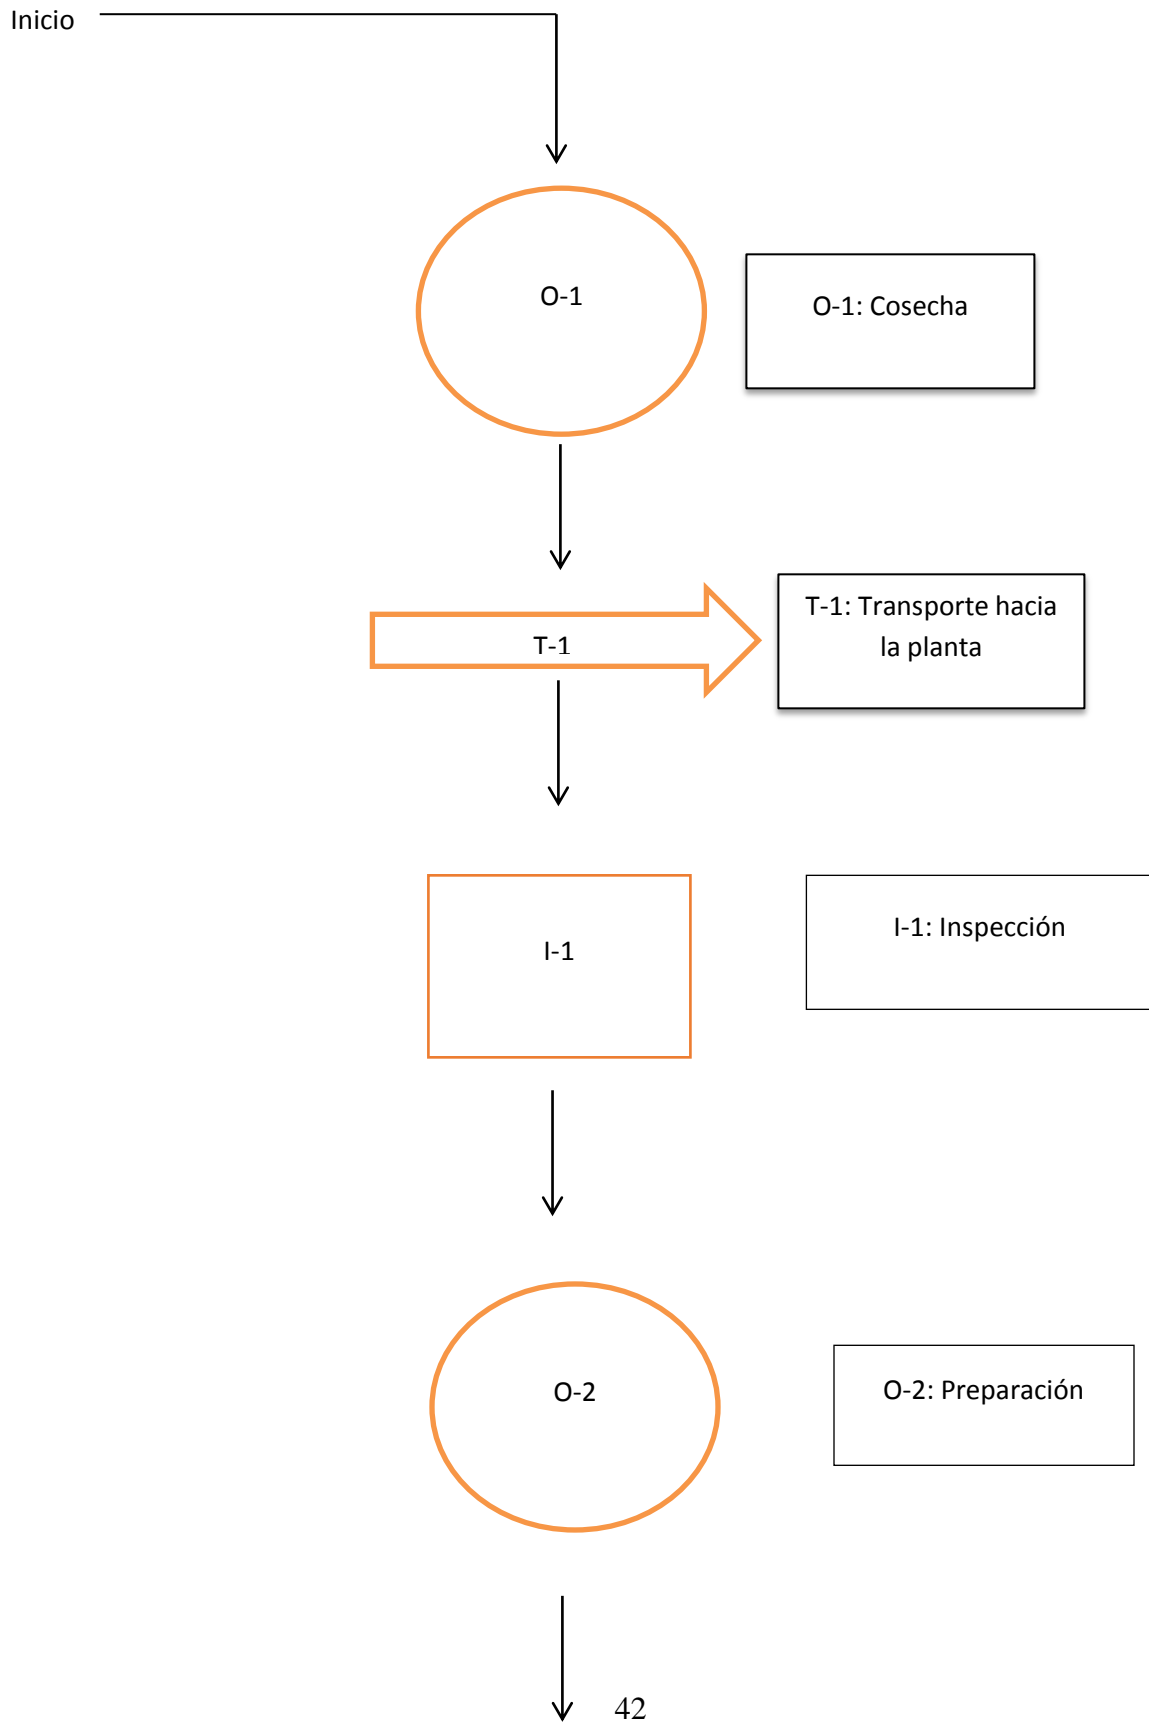 Inicio
O-1
O-1: Cosecha
T-1: Transporte hacia
la planta
T-1
I-1: Inspección
I-1
O-2: Preparación
O-2
42